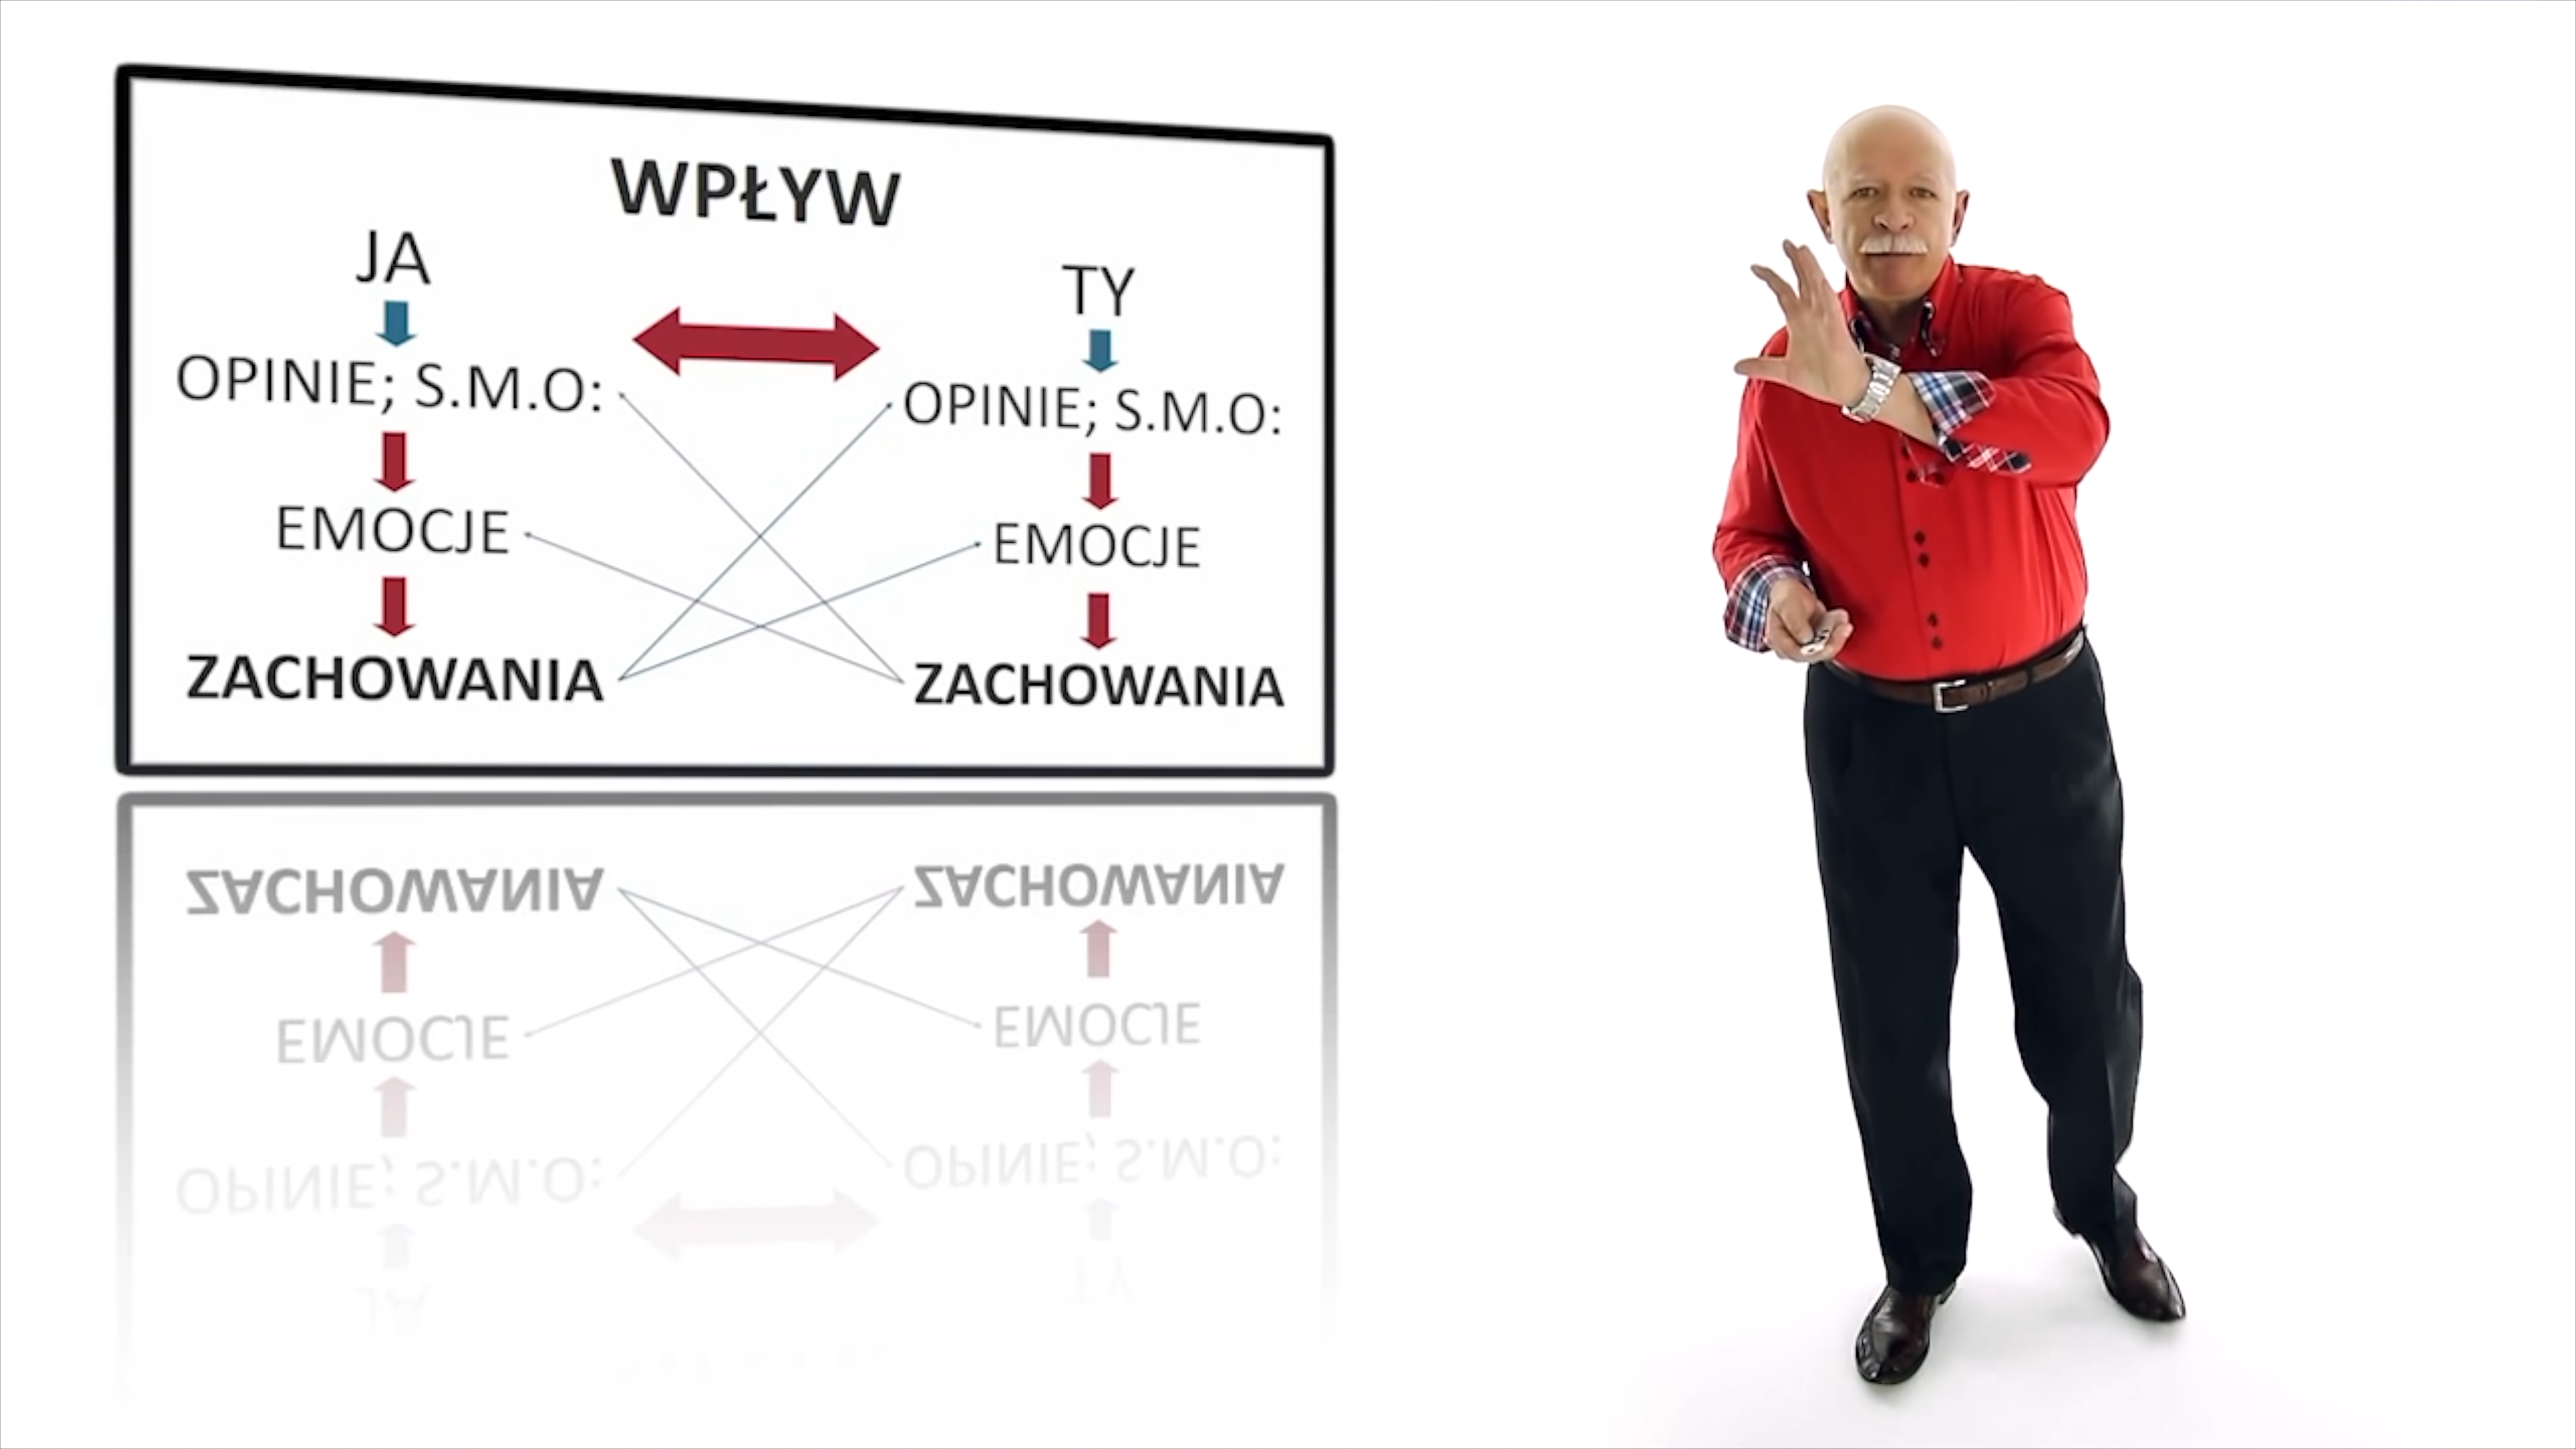 WPŁYW
JA
TY
OPINIE; S.M.O:
OPINIE; S.M.O:
EMOCJE
EMOCJE
ZACHOWANIA
ZACHOWANIA